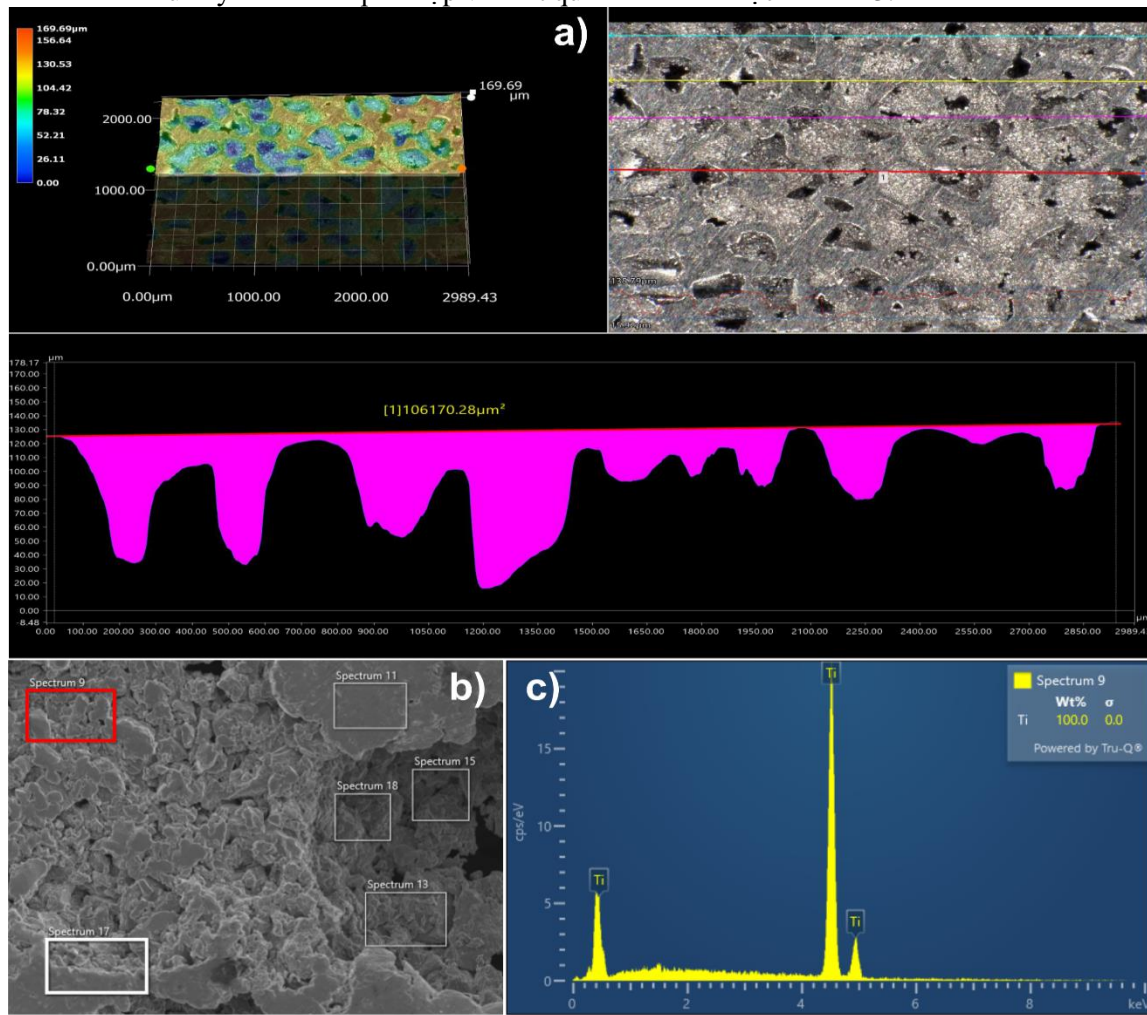 a)
169.69µm
156.64
130.53
104.42
78.32
52.21
26.11
0.00
169.69
µm
2000.00
1000.00
0.00µm
0.00µm 1000.00 2000.00 2989.43
1
130.79µm
µm
178.17
170.00
160.00
150.00
140.00
130.00
120.00
110.00
100.00
90.00
80.00
70.00
60.00
50.00
40.00
30.00
20.00
10.00
0.00
-8.48
[1]106170.28µm²
0.00 100.00 200.00 300.00 400.00 500.00 600.00 700.00 800.00 900.00 1050.00 1200.00 1350.00 1500.00 1650.00 1800.00 1950.00 2100.00 2250.00 2400.00 2550.00 2700.00 2850.00 2989.4
b)
Spectrum 9
Spectrum 11
Spectrum 15
Spectrum 18
Spectrum 13
Spectrum 17
c)
Spectrum 9
Wt% σ
Ti 100.0 0.0
Powered by Tru-Q®
Ti
Ti
Ti
cps/eV
15
10
5
0
0 2 4 6 8 keV